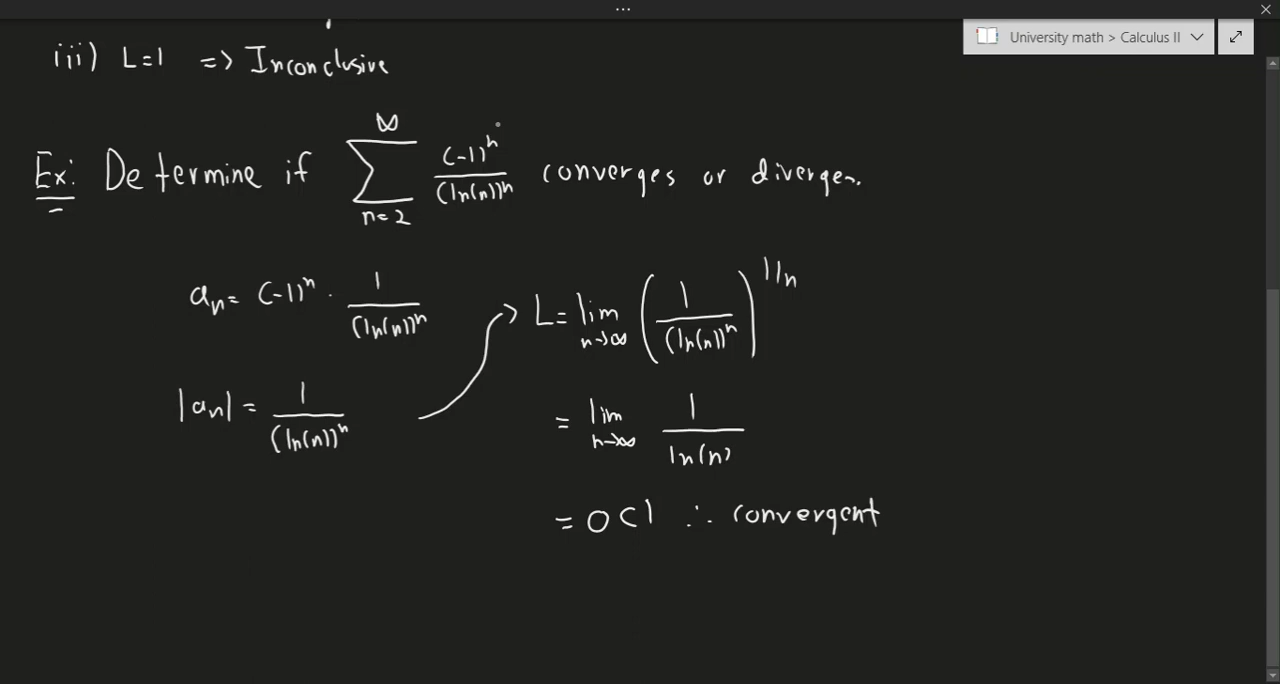 ...
University math > Calculus II
iii) L=1 => Inconclusive
Ex: Determine if ∑_{n=2}^{∞} (-1)^n/(ln(n))^n converges or diverges.
a_n = (-1)^n · 1/(ln(n))^n
L = lim_{n→∞} (1/(ln(n))^n)^{1/n}
|a_n| = 1/(ln(n))^n
= lim_{n→∞} 1/ln(n)
= 0 < 1 ∴ convergent